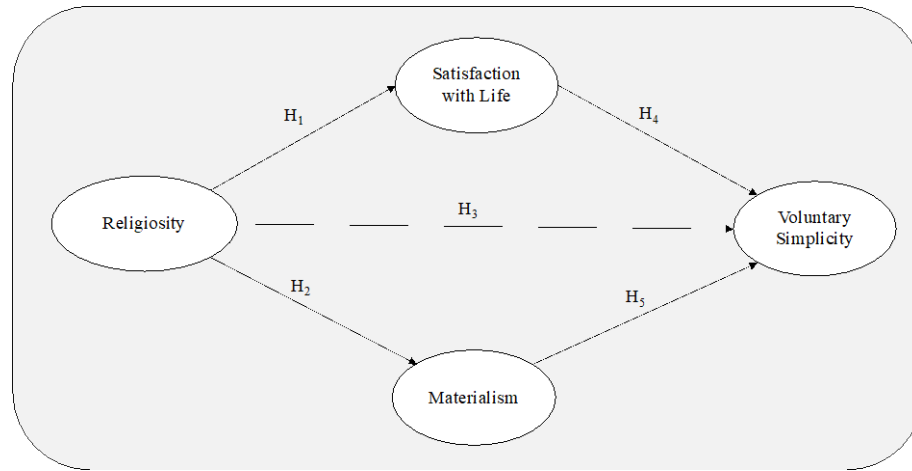 Satisfaction
with Life
H₁
H₄
Religiosity
H₃
Voluntary
Simplicity
H₂
H₅
Materialism